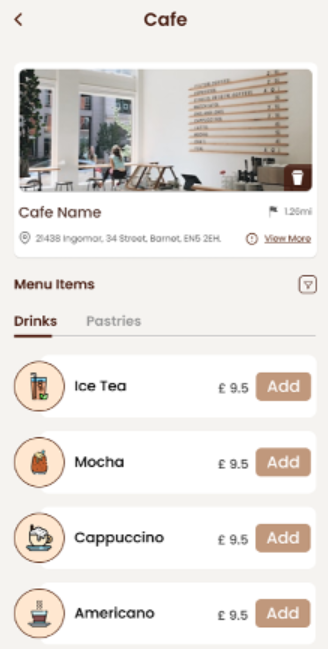 Cafe
Cafe Name
1.26mi
21438 Ingomar, 34 Street, Barnet, EN5 2EH.
View More
Menu Items
Drinks
Pastries
Ice Tea
£ 9.5
Add
Mocha
£ 9.5
Add
Cappuccino
£ 9.5
Add
Americano
£ 9.5
Add